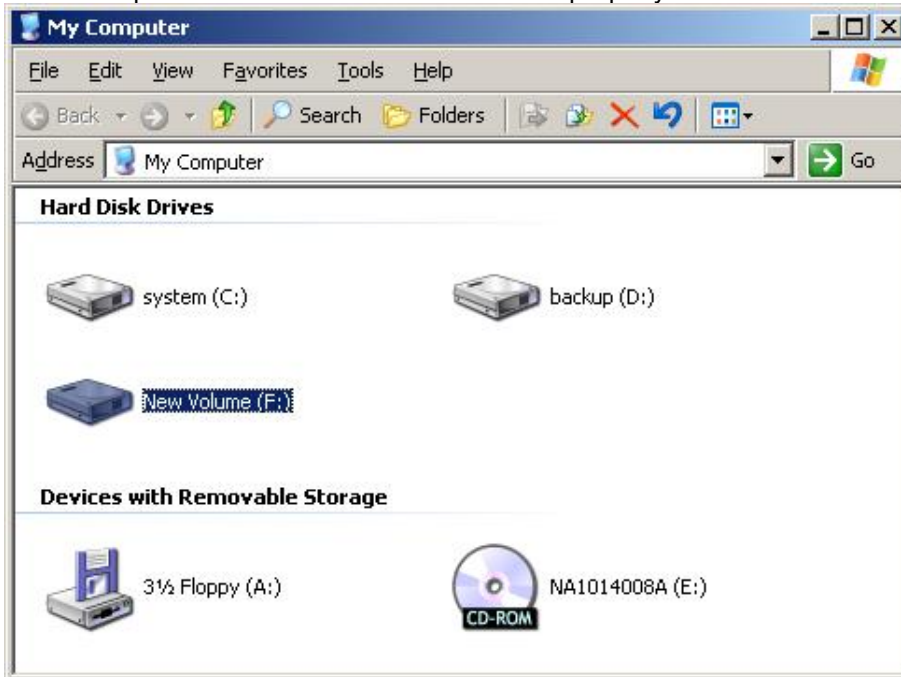 My Computer
File Edit View Favorites Tools Help
Back Search Folders
Address My Computer Go
Hard Disk Drives
system (C:) backup (D:)
New Volume (F:)
Devices with Removable Storage
3½ Floppy (A:) NA1014008A (E:)
CD-ROM